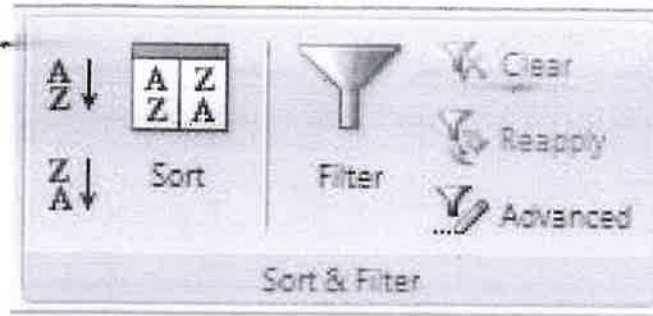 A Z
Z A
A Z
Z A
Sort
Filter
Clear
Reapply
Advanced
Sort & Filter